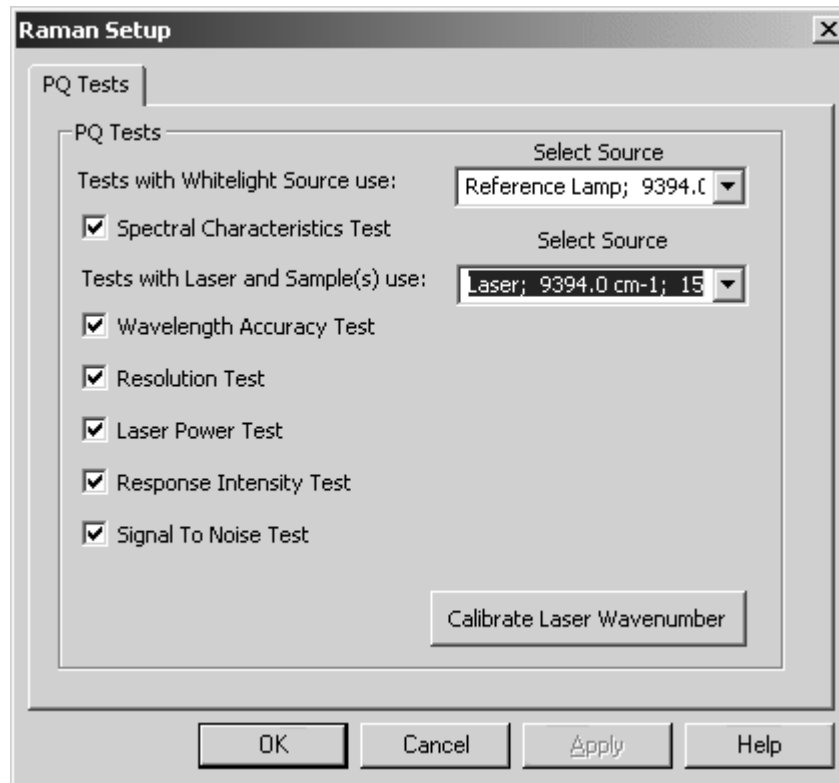 Raman Setup
PQ Tests
PQ Tests
Select Source
Tests with Whitelight Source use:
Reference Lamp; 9394.0
Spectral Characteristics Test
Select Source
Tests with Laser and Sample(s) use:
Laser; 9394.0 cm-1; 15
Wavelength Accuracy Test
Resolution Test
Laser Power Test
Response Intensity Test
Signal To Noise Test
Calibrate Laser Wavenumber
OK
Cancel
Apply
Help